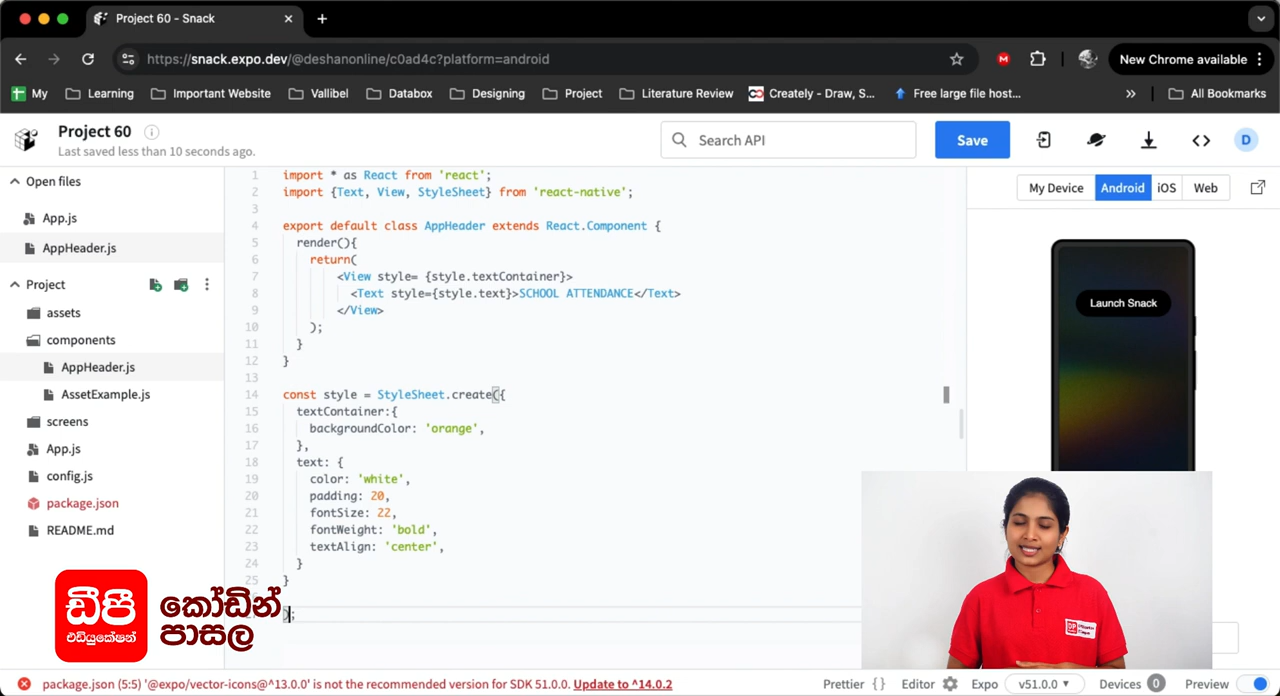 Project 60 - Snack
https://snack.expo.dev/@deshanonline/c0ad4c?platform=android
M
New Chrome available
My
Learning
Important Website
Vallibel
Databox
Designing
Project
Literature Review
Creately - Draw, S...
Free large file host...
»
All Bookmarks
Project 60
Last saved less than 10 seconds ago.
Search API
Save
D
Open files
App.js
AppHeader.js
Project
assets
components
AppHeader.js
AssetExample.js
screens
App.js
config.js
package.json
README.md
1 import * as React from 'react';
2 import {Text, View, StyleSheet} from 'react-native';
3
4 export default class AppHeader extends React.Component {
5 render(){
6 return(
7 <View style= {style.textContainer}>
8 <Text style={style.text}>SCHOOL ATTENDANCE</Text>
9 </View>
10 );
11 }
12 }
13
14 const style = StyleSheet.create({
15 textContainer:{
16 backgroundColor: 'orange',
17 },
18 text: {
19 color: 'white',
20 padding: 20,
21 fontSize: 22,
22 fontWeight: 'bold',
23 textAlign: 'center',
24 }
25 }
);
My Device
Android
iOS
Web
Launch Snack
ඩීපී
එඩියුකේෂන්
කෝඩින්
පාසල
DP
package.json (5:5) '@expo/vector-icons@^13.0.0' is not the recommended version for SDK 51.0.0. Update to ^14.0.2
Prettier { }
Editor
Expo
v51.0.0
Devices 0
Preview